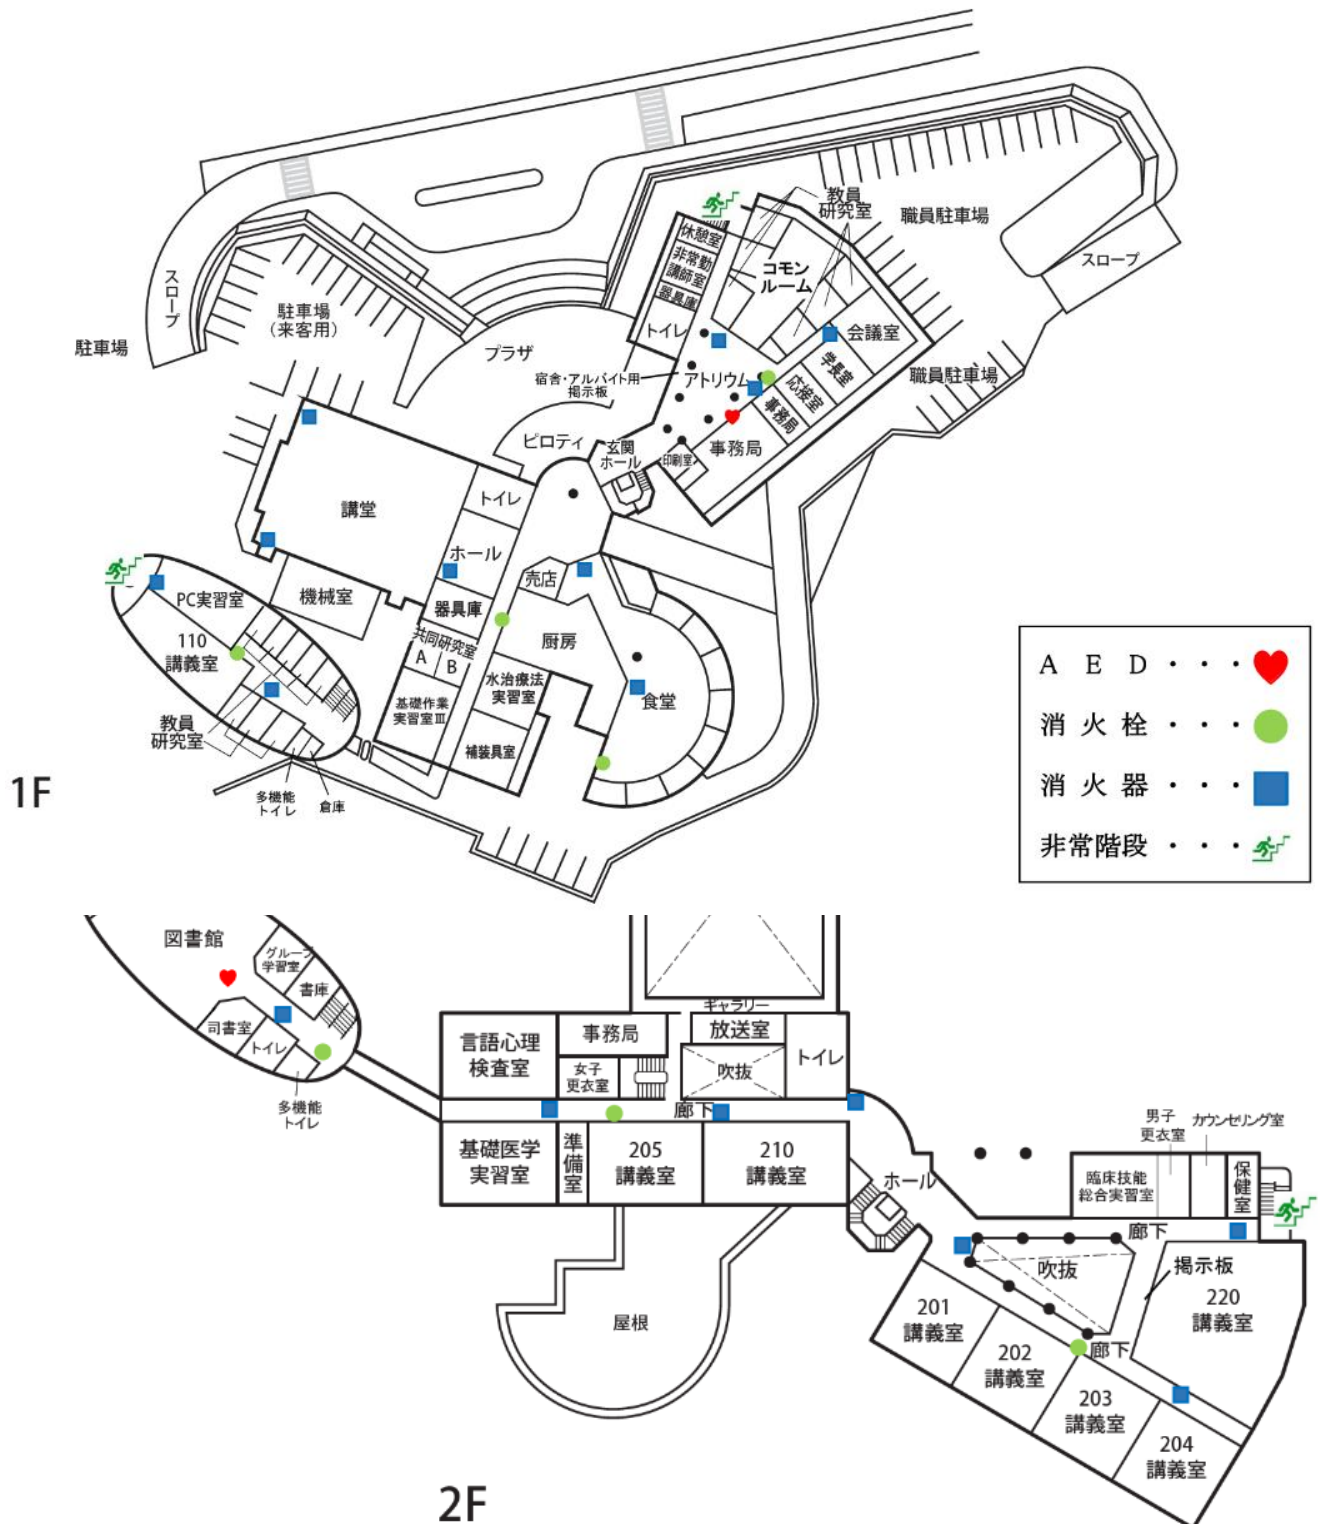 教員
研究室
職員駐車場
スロープ
休憩室
非常勤
講師室
器具庫
トイレ
コモン
ルーム
会議室
学長室
応接室
事務局
職員駐車場
スロープ
駐車場
(来客用)
駐車場
プラザ
宿舎・アルバイト用
掲示板
アトリウム
事務局
印刷室
玄関
ホール
ピロティ
講堂
トイレ
ホール
売店
器具庫
厨房
共同研究室
A
B
水治療法
実習室
基礎作業
実習室Ⅲ
補装具室
食堂
機械室
PC実習室
110
講義室
教員
研究室
多機能
トイレ
倉庫
1F
AED・・・
消火栓・・・
消火器・・・
非常階段・・・
図書館
グループ
学習室
書庫
司書室
トイレ
多機能
トイレ
言語心理
検査室
事務局
女子
更衣室
ギャラリー
放送室
吹抜
トイレ
廊下
基礎医学
実習室
準備室
205
講義室
210
講義室
ホール
屋根
男子
更衣室
カウンセリング室
臨床技能
総合実習室
保健室
廊下
吹抜
掲示板
220
講義室
廊下
201
講義室
202
講義室
203
講義室
204
講義室
2F